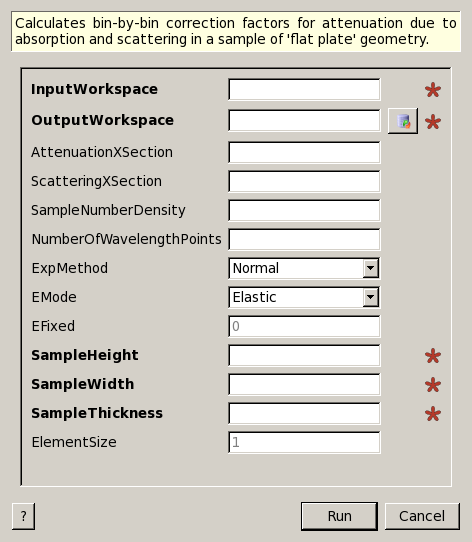 Calculates bin-by-bin correction factors for attenuation due to
absorption and scattering in a sample of 'flat plate' geometry.
InputWorkspace
OutputWorkspace
AttenuationXSection
ScatteringXSection
SampleNumberDensity
NumberOfWavelengthPoints
ExpMethod Normal
EMode Elastic
EFixed 0
SampleHeight
SampleWidth
SampleThickness
ElementSize 1
? Run Cancel